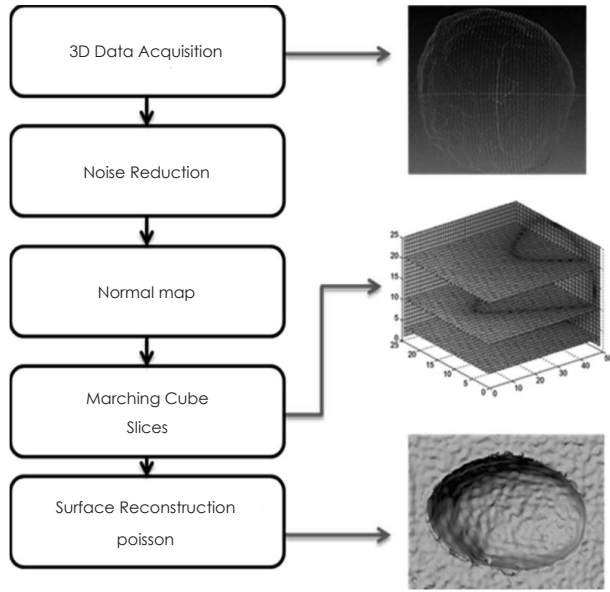 3D Data Acquisition
Noise Reduction
Normal map
Marching Cube
Slices
Surface Reconstruction
poisson
25
20
15
10
5
0
25
20
15
10
5
0
0
10
20
30
40
50